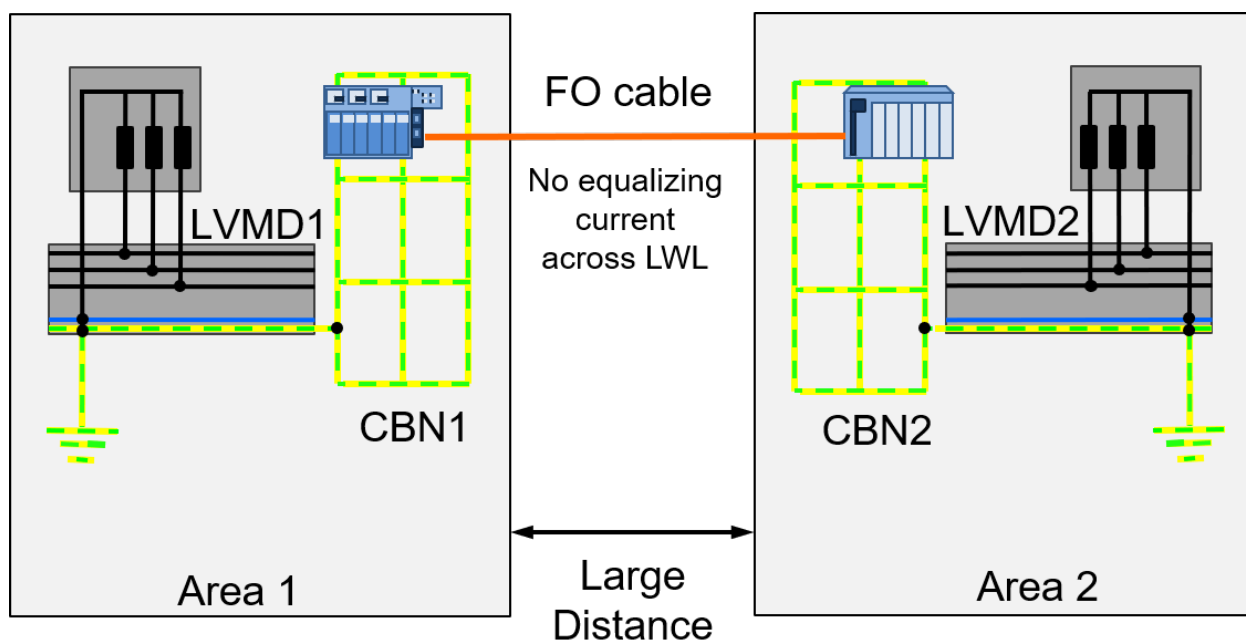 FO cable
No equalizing
current
across LWL
LVMD1
LVMD2
CBN1
CBN2
Area 1
Large
Distance
Area 2